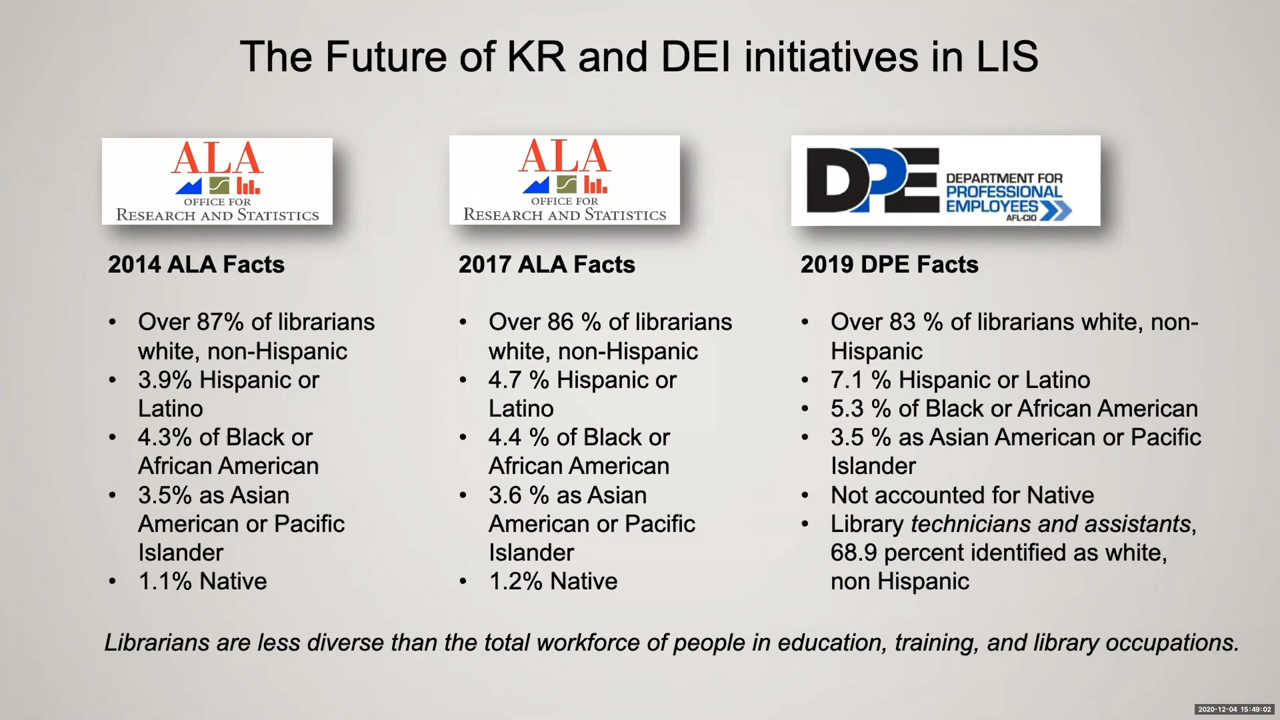 The Future of KR and DEI initiatives in LIS
ALA
OFFICE FOR
RESEARCH AND STATISTICS
2014 ALA Facts
• Over 87% of librarians
white, non-Hispanic
• 3.9% Hispanic or
Latino
• 4.3% of Black or
African American
• 3.5% as Asian
American or Pacific
Islander
• 1.1% Native
ALA
OFFICE FOR
RESEARCH AND STATISTICS
2017 ALA Facts
• Over 86 % of librarians
white, non-Hispanic
• 4.7 % Hispanic or
Latino
• 4.4 % of Black or
African American
• 3.6 % as Asian
American or Pacific
Islander
• 1.2% Native
DPE
DEPARTMENT FOR
PROFESSIONAL
EMPLOYEES
AFL-CIO
2019 DPE Facts
• Over 83 % of librarians white, non-
Hispanic
• 7.1 % Hispanic or Latino
• 5.3 % of Black or African American
• 3.5 % as Asian American or Pacific
Islander
• Not accounted for Native
• Library technicians and assistants,
68.9 percent identified as white,
non Hispanic
Librarians are less diverse than the total workforce of people in education, training, and library occupations.
2020-12-04 15:49:02